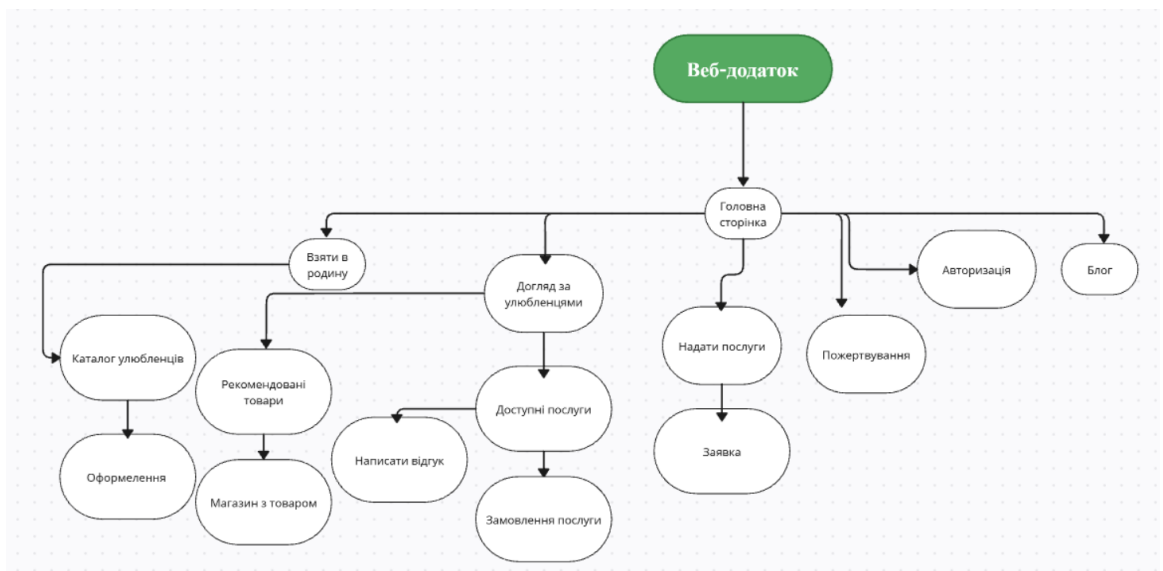 Веб-додаток
Головна
сторінка
Взяти в
родину
Догляд за
улюбленцями
Авторизація
Блог
Каталог улюбленців
Рекомендовані
товари
Доступні послуги
Надати послуги
Пожертвування
Оформелення
Магазин з товаром
Написати відгук
Замовлення послуги
Заявка